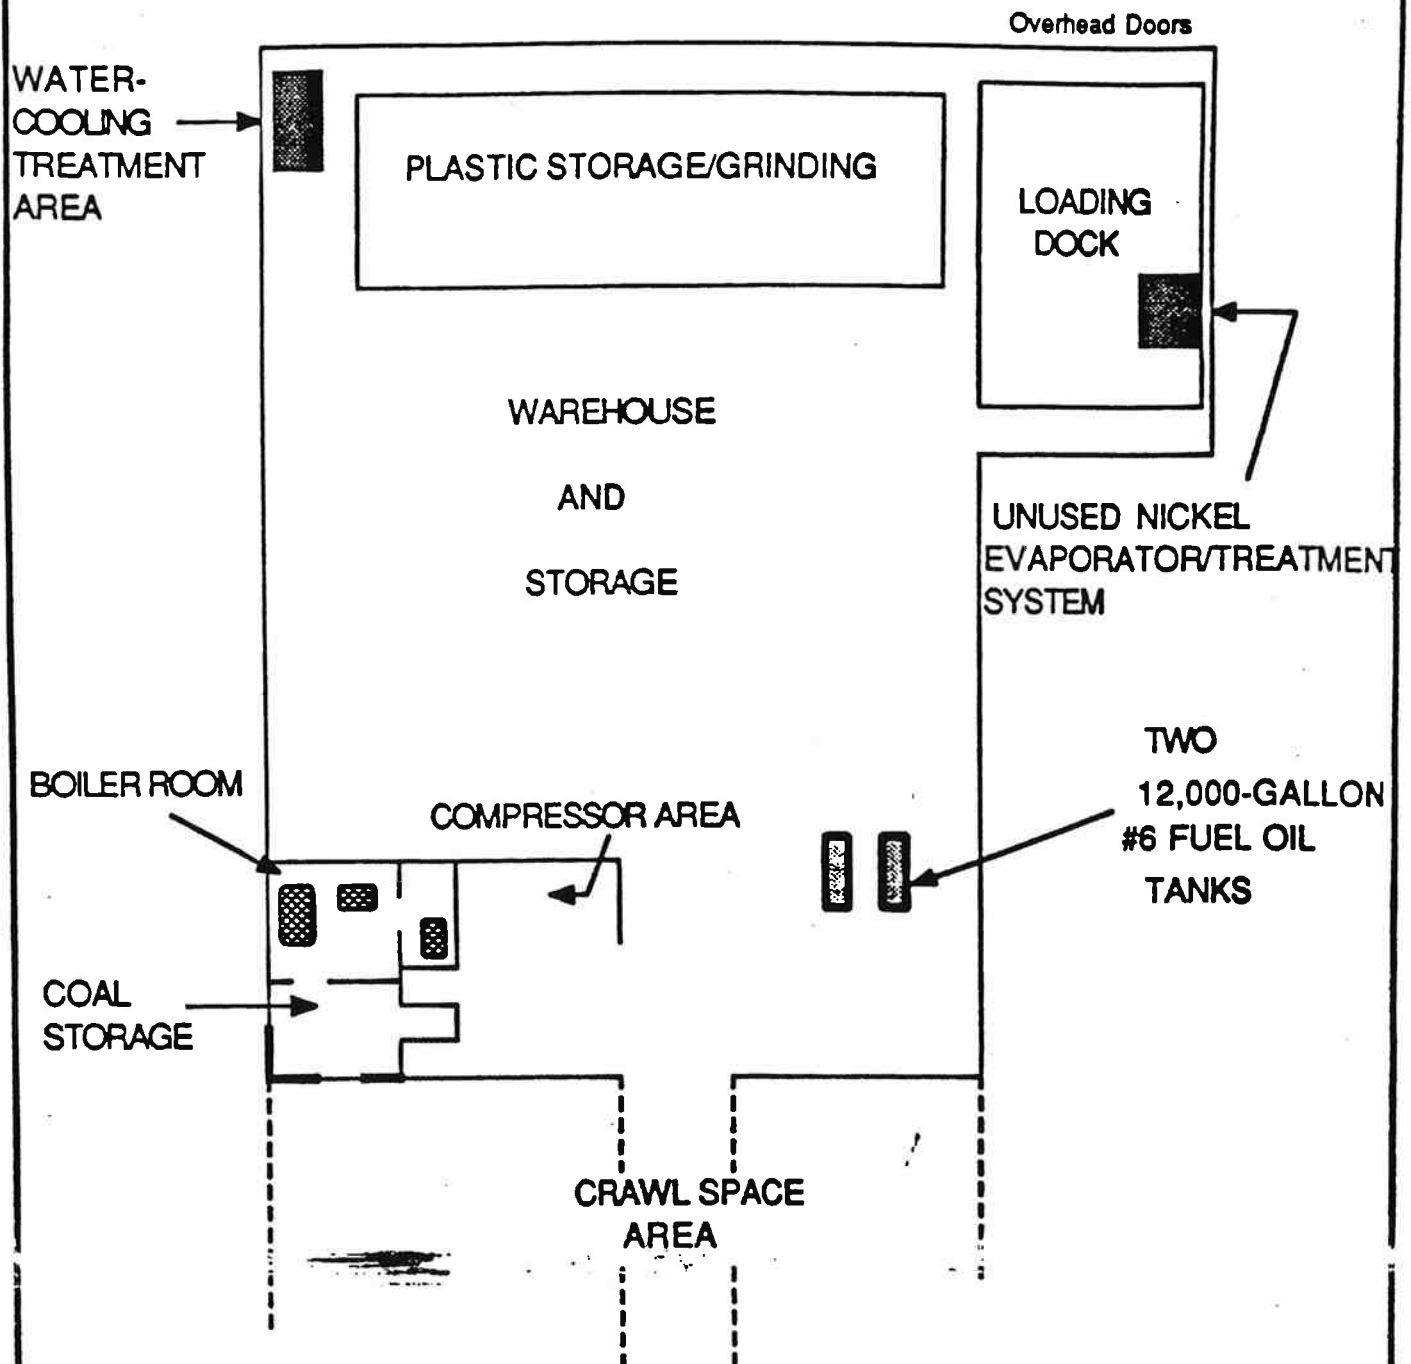 Overhead Doors
WATER-
COOLING
TREATMENT
AREA
PLASTIC STORAGE/GRINDING
LOADING
DOCK
WAREHOUSE
AND
STORAGE
UNUSED NICKEL
EVAPORATOR/TREATMENT
SYSTEM
TWO
12,000-GALLON
#6 FUEL OIL
TANKS
BOILER ROOM
COMPRESSOR AREA
COAL
STORAGE
CRAWL SPACE
AREA